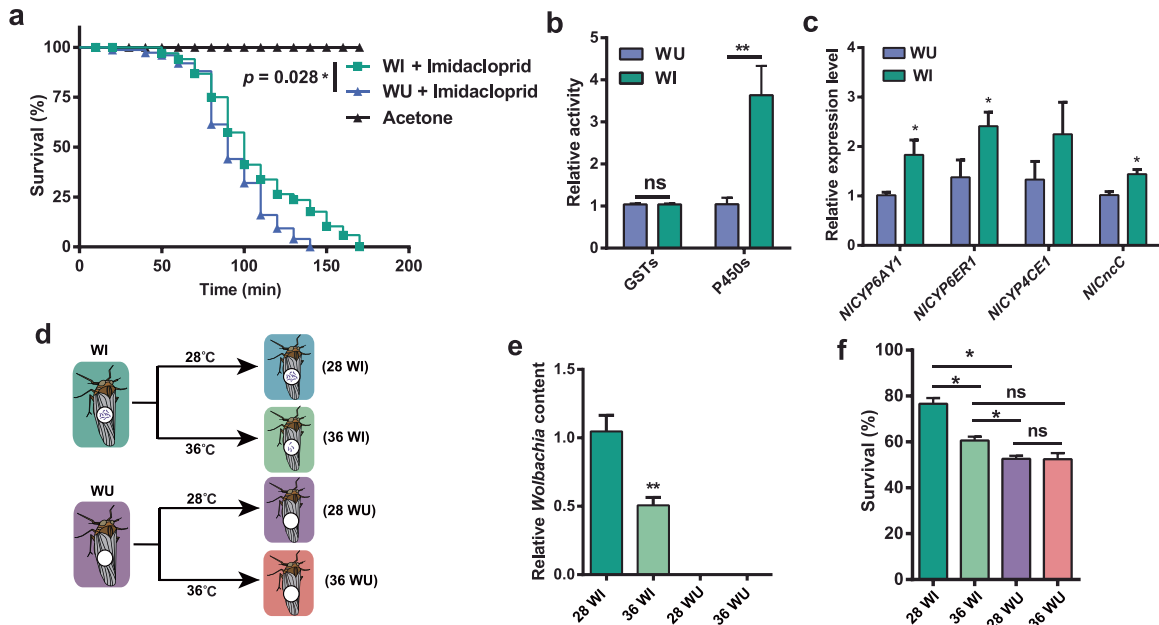 a
Survival (%)
100
75
50
25
0
0
50
100
150
200
Time (min)
p = 0.028 *
WI + Imidacloprid
WU + Imidacloprid
Acetone
b
Relative activity
5
4
3
2
1
0
WU
WI
ns
**
GSTs
P450s
c
Relative expression level
4
3
2
1
0
WU
WI
*
*
*
NlCYP6AY1
NlCYP6ER1
NlCYP4CE1
NlCncC
d
WI
28°C
(28 WI)
36°C
(36 WI)
WU
28°C
(28 WU)
36°C
(36 WU)
e
Relative Wolbachia content
1.5
1.0
0.5
0.0
**
28 WI
36 WI
28 WU
36 WU
f
Survival (%)
100
80
60
40
20
0
*
*
ns
*
ns
28 WI
36 WI
28 WU
36 WU